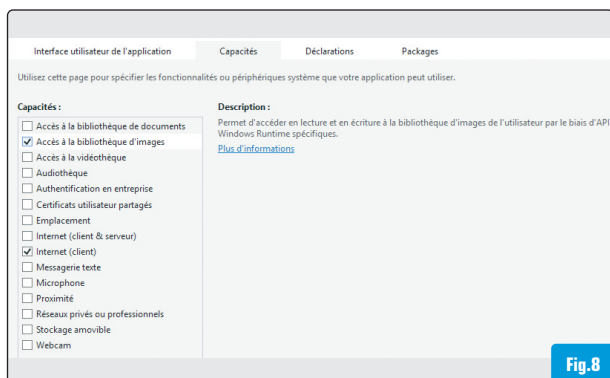 Interface utilisateur de l'application Capacités Déclarations Packages
Utilisez cette page pour spécifier les fonctionnalités ou périphériques système que votre application peut utiliser.
Capacités :
Accès à la bibliothèque de documents
Accès à la bibliothèque d'images
Accès à la vidéothèque
Audiothèque
Authentification en entreprise
Certificats utilisateur partagés
Emplacement
Internet (client & serveur)
Internet (client)
Messagerie texte
Microphone
Proximité
Réseaux privés ou professionnels
Stockage amovible
Webcam
Description :
Permet d'accéder en lecture et en écriture à la bibliothèque d'images de l'utilisateur par le biais d'API
Windows Runtime spécifiques.
Plus d'informations
Fig.8